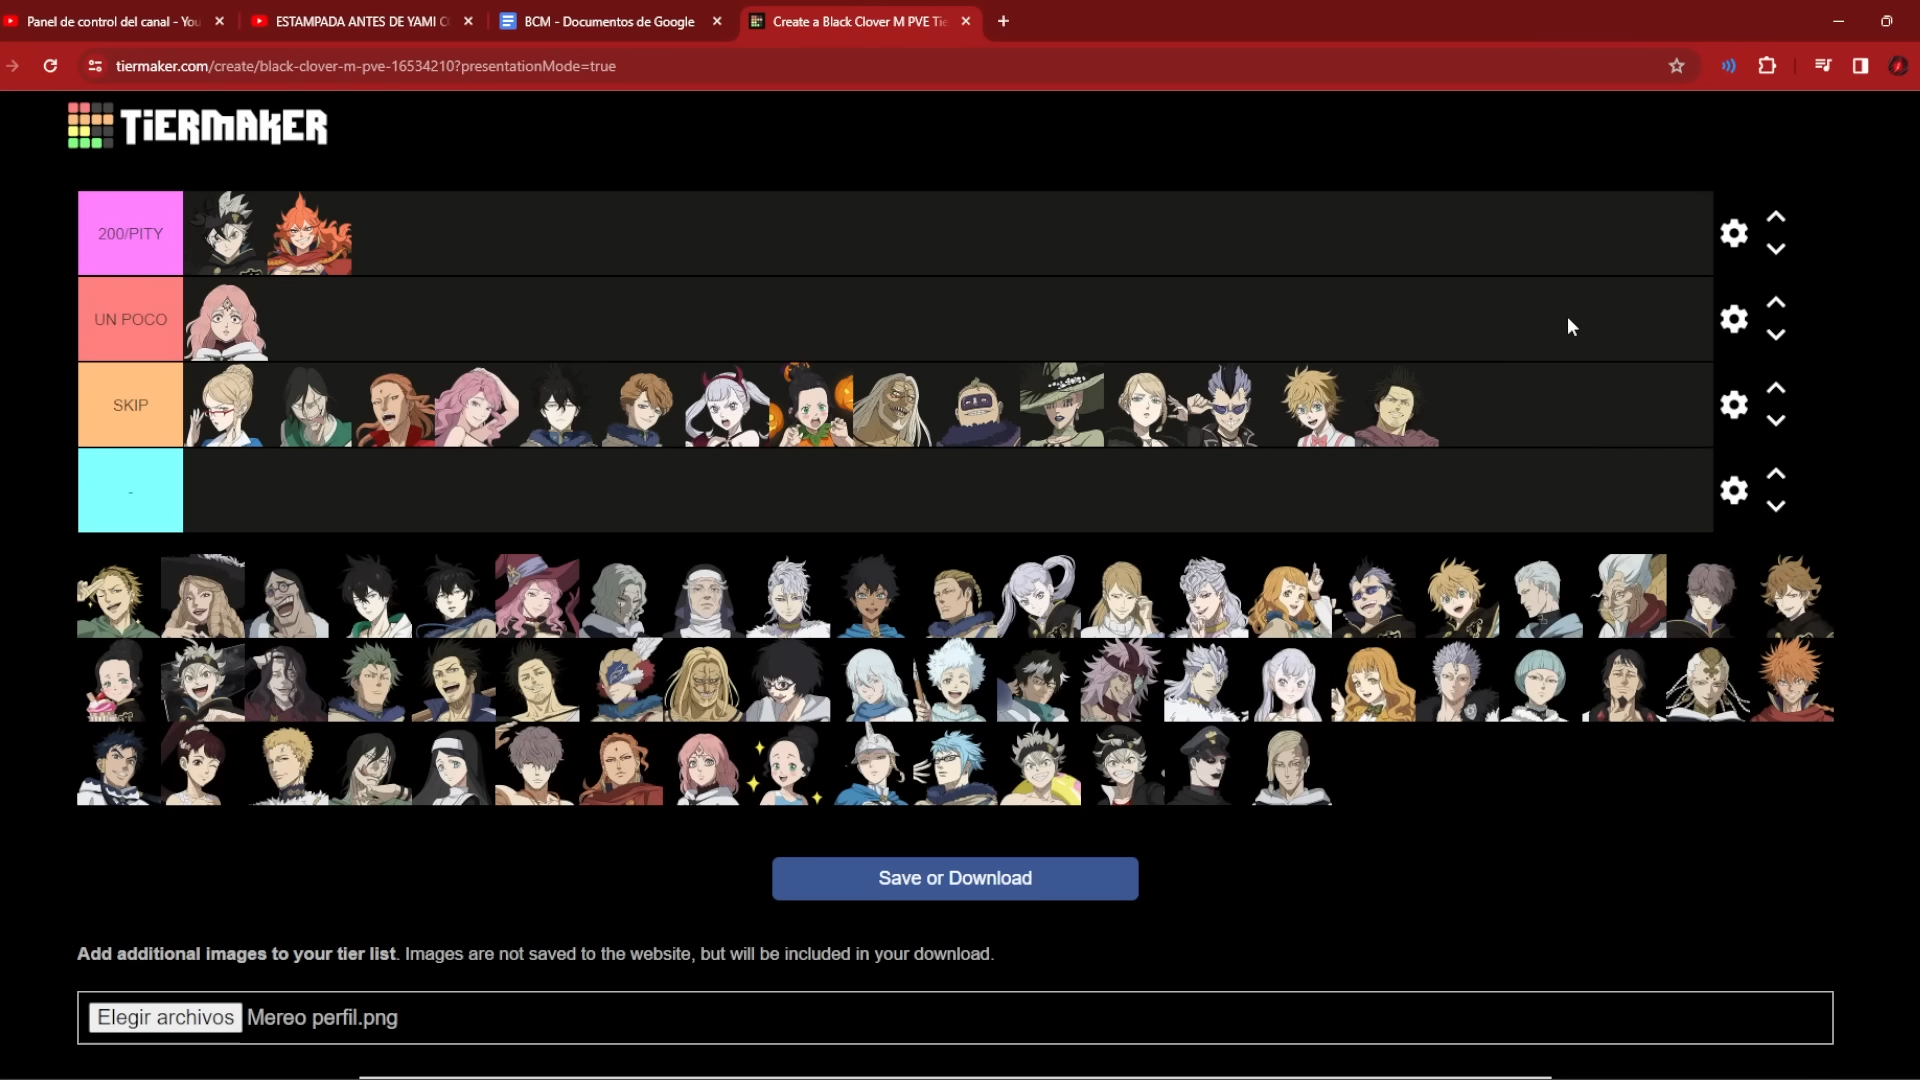 Panel de control del canal - You
ESTAMPADA ANTES DE YAMI C
BCM - Documentos de Google
Create a Black Clover M PVE Tie
tiermaker.com/create/black-clover-m-pve-16534210?presentationMode=true
TiERMAKER
200/PITY
UN POCO
SKIP
-
Save or Download
Add additional images to your tier list. Images are not saved to the website, but will be included in your download.
Elegir archivos Mereo perfil.png